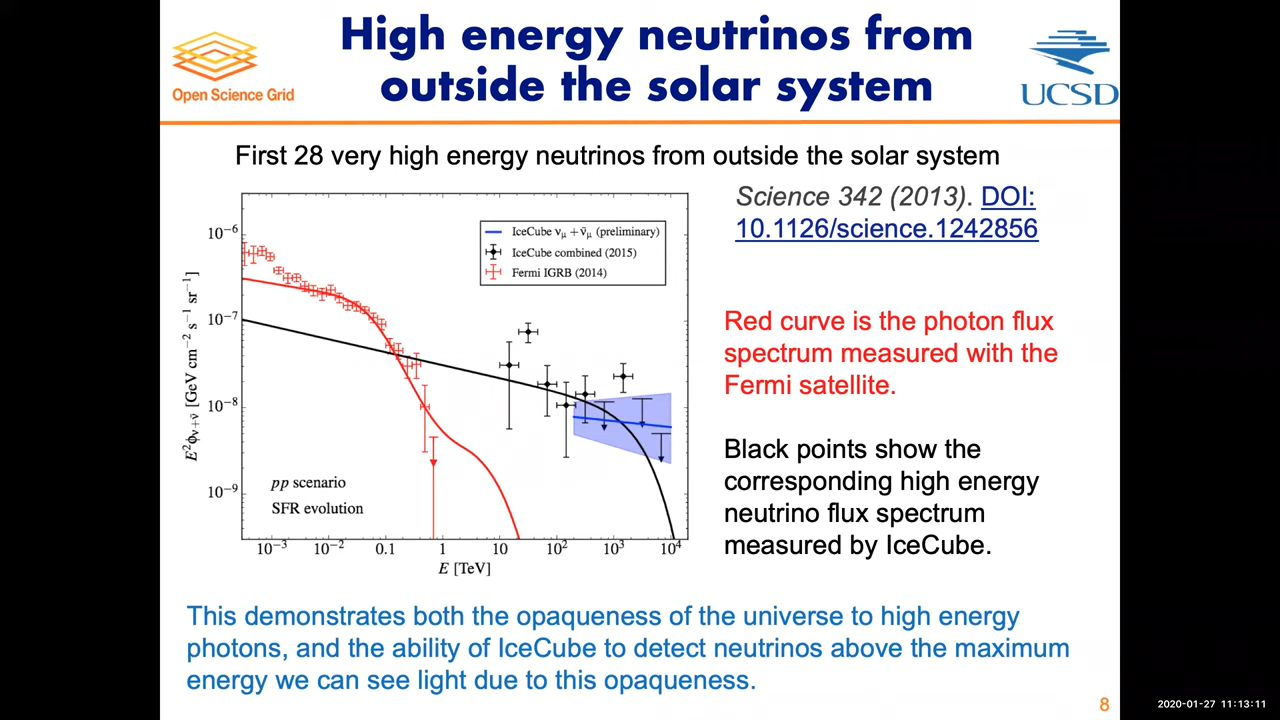 High energy neutrinos from
outside the solar system
Open Science Grid
UCSD
First 28 very high energy neutrinos from outside the solar system
Science 342 (2013). DOI:
10.1126/science.1242856
IceCube νμ + ν̄μ (preliminary)
IceCube combined (2015)
Fermi IGRB (2014)
10⁻⁶
10⁻⁷
10⁻⁸
10⁻⁹
E²ϕν+ν̄ [GeV cm⁻² s⁻¹ sr⁻¹]
pp scenario
SFR evolution
10⁻³ 10⁻² 0.1 1 10 10² 10³ 10⁴
E [TeV]
Red curve is the photon flux
spectrum measured with the
Fermi satellite.
Black points show the
corresponding high energy
neutrino flux spectrum
measured by IceCube.
This demonstrates both the opaqueness of the universe to high energy
photons, and the ability of IceCube to detect neutrinos above the maximum
energy we can see light due to this opaqueness.
8
2020-01-27 11:13:11